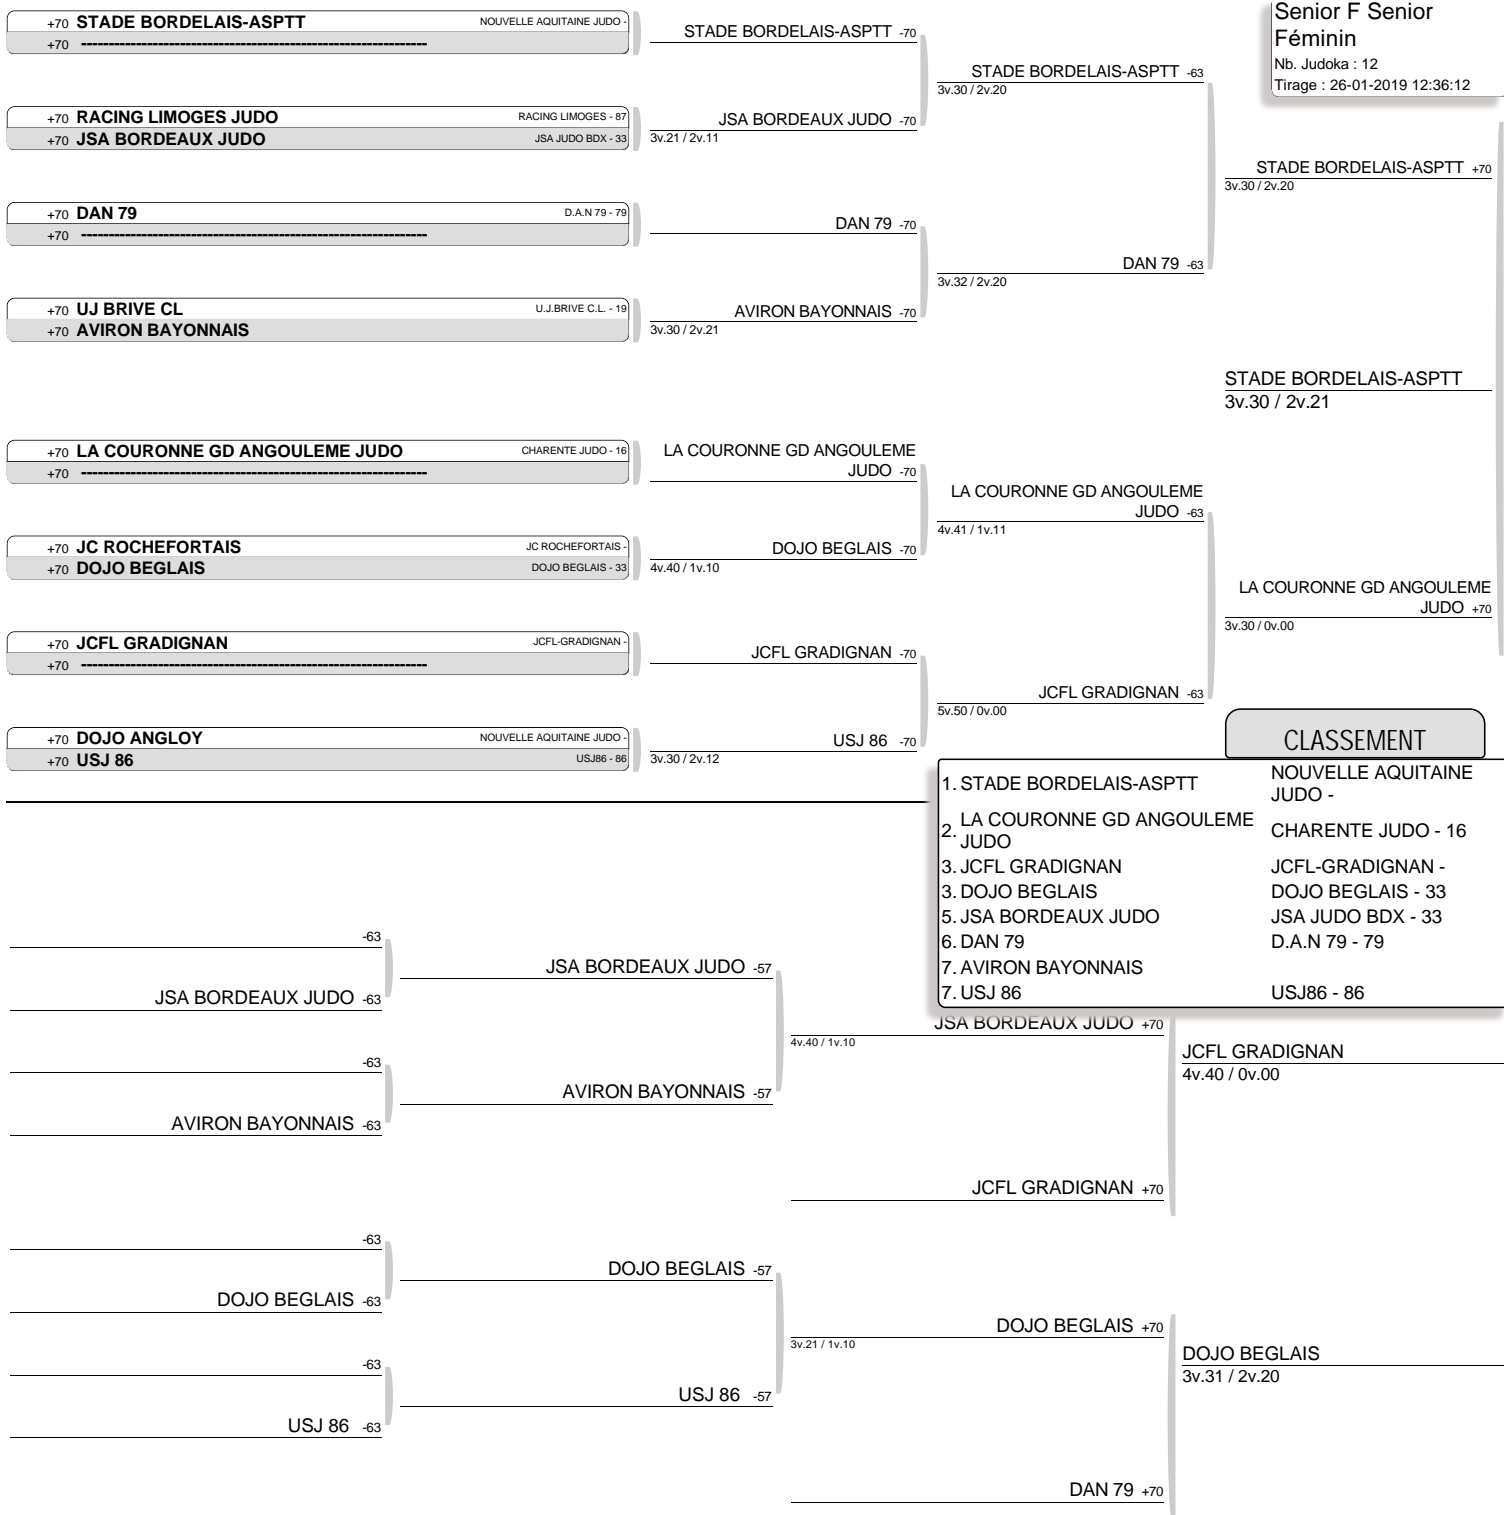 Senior F Senior
Féminin
Nb. Judoka : 12
Tirage : 26-01-2019 12:36:12
+70 STADE BORDELAIS-ASPTT NOUVELLE AQUITAINE JUDO -
+70 ------------------------------------------------------------------
+70 RACING LIMOGES JUDO RACING LIMOGES - 87
+70 JSA BORDEAUX JUDO JSA JUDO BDX - 33
+70 DAN 79 D.A.N 79 - 79
+70 ------------------------------------------------------------------
+70 UJ BRIVE CL U.J.BRIVE C.L. - 19
+70 AVIRON BAYONNAIS
+70 LA COURONNE GD ANGOULEME JUDO CHARENTE JUDO - 16
+70 ------------------------------------------------------------------
+70 JC ROCHEFORTAIS JC ROCHEFORTAIS -
+70 DOJO BEGLAIS DOJO BEGLAIS - 33
+70 JCFL GRADIGNAN JCFL-GRADIGNAN -
+70 ------------------------------------------------------------------
+70 DOJO ANGLOY NOUVELLE AQUITAINE JUDO -
+70 USJ 86 USJ86 - 86
STADE BORDELAIS-ASPTT -70
JSA BORDEAUX JUDO -70
3v.21 / 2v.11
DAN 79 -70
AVIRON BAYONNAIS -70
3v.30 / 2v.21
LA COURONNE GD ANGOULEME
JUDO -70
DOJO BEGLAIS -70
4v.40 / 1v.10
JCFL GRADIGNAN -70
USJ 86 -70
3v.30 / 2v.12
STADE BORDELAIS-ASPTT -63
3v.30 / 2v.20
DAN 79 -63
3v.32 / 2v.20
LA COURONNE GD ANGOULEME
JUDO -63
4v.41 / 1v.11
JCFL GRADIGNAN -63
5v.50 / 0v.00
STADE BORDELAIS-ASPTT +70
3v.30 / 2v.20
STADE BORDELAIS-ASPTT
3v.30 / 2v.21
LA COURONNE GD ANGOULEME
JUDO +70
3v.30 / 0v.00
CLASSEMENT
1. STADE BORDELAIS-ASPTT NOUVELLE AQUITAINE
JUDO -
2. LA COURONNE GD ANGOULEME
JUDO CHARENTE JUDO - 16
3. JCFL GRADIGNAN JCFL-GRADIGNAN -
3. DOJO BEGLAIS DOJO BEGLAIS - 33
5. JSA BORDEAUX JUDO JSA JUDO BDX - 33
6. DAN 79 D.A.N 79 - 79
7. AVIRON BAYONNAIS
7. USJ 86 USJ86 - 86
-63
JSA BORDEAUX JUDO -63
-63
AVIRON BAYONNAIS -63
-63
DOJO BEGLAIS -63
-63
USJ 86 -63
JSA BORDEAUX JUDO -57
AVIRON BAYONNAIS -57
DOJO BEGLAIS -57
USJ 86 -57
JSA BORDEAUX JUDO +70
4v.40 / 1v.10
JCFL GRADIGNAN +70
DOJO BEGLAIS +70
3v.21 / 1v.10
DAN 79 +70
JCFL GRADIGNAN
4v.40 / 0v.00
DOJO BEGLAIS
3v.31 / 2v.20